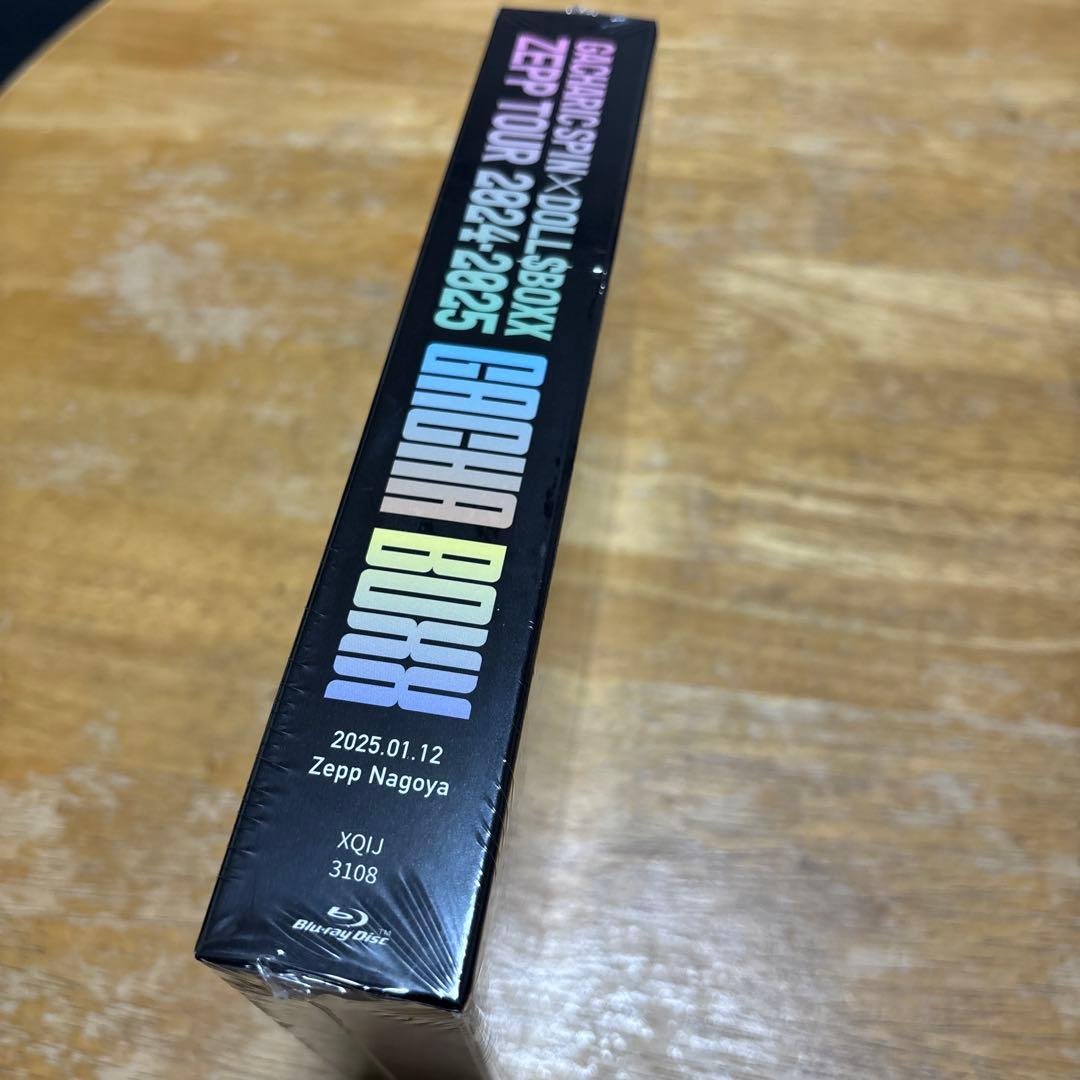 GACHARIC SPIN×DOLL$BOXX
ZEPP TOUR 2024-2025
GACHA BOXX
2025.01.12
Zepp Nagoya
XQIJ
3108
Blu-ray Disc™